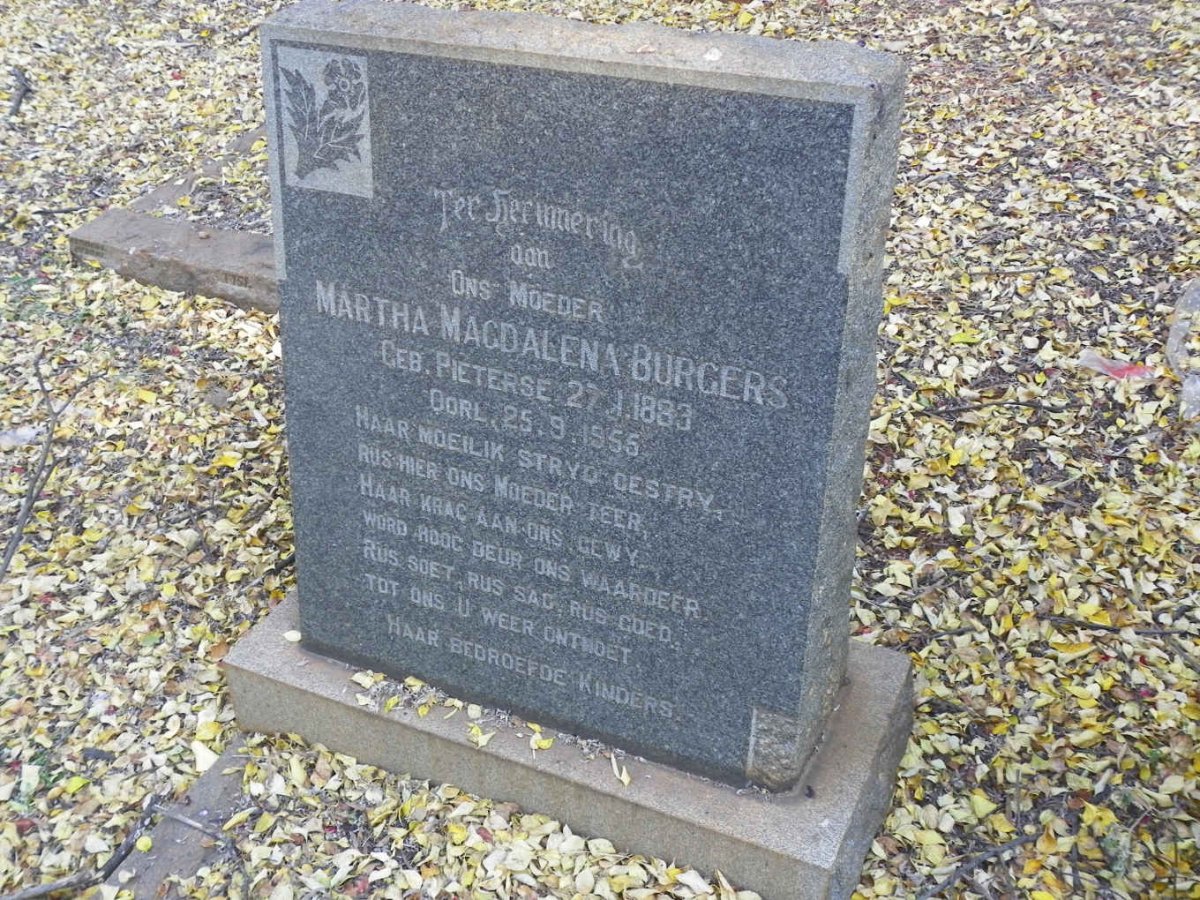 Ter Herinnering
aan
Ons Moeder
Martha Magdalena Burgers
Geb. Pieterse 27.1.1883
Oorl. 25.9.1955.
Haar moeilik stryd gestry,
rus hier ons Moeder teer,
Haar krag aan ons gewy,
word hoog deur ons waardeer.
Rus soet, rus sag, rus goed,
tot ons U weer ontmoet.
Haar bedroefde Kinders.